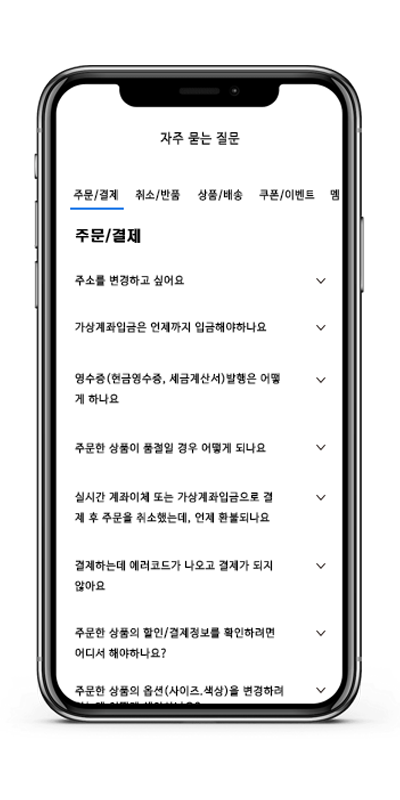 자주 묻는 질문
주문/결제 취소/반품 상품/배송 쿠폰/이벤트 멤
주문/결제
주소를 변경하고 싶어요
가상계좌입금은 언제까지 입금해야하나요
영수증(현금영수증, 세금계산서)발행은 어떻
게 하나요
주문한 상품이 품절일 경우 어떻게 되나요
실시간 계좌이체 또는 가상계좌입금으로 결
제 후 주문을 취소했는데, 언제 환불되나요
결제하는데 에러코드가 나오고 결제가 되지
않아요
주문한 상품의 할인/결제정보를 확인하려면
어디서 해야하나요?
주문한 상품의 옵션(사이즈.색상)을 변경하려